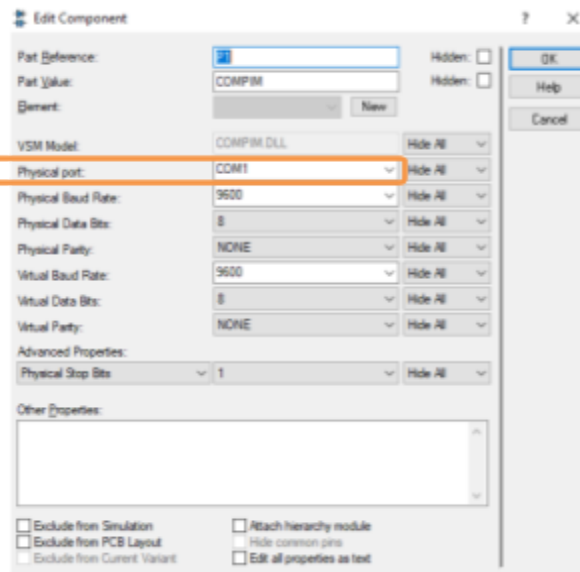 Edit Component ? ×
Part Reference: P1 Hidden: OK
Part Value: COMPIM Hidden: Help
Element: New Cancel
VSM Model: COMPIM.DLL Hide All
Physical port: COM1 Hide All
Physical Baud Rate: 9600 Hide All
Physical Data Bits: 8 Hide All
Physical Parity: NONE Hide All
Virtual Baud Rate: 9600 Hide All
Virtual Data Bits: 8 Hide All
Virtual Parity: NONE Hide All
Advanced Properties:
Physical Stop Bits 1 Hide All
Other Properties:
Exclude from Simulation Attach hierarchy module
Exclude from PCB Layout Hide common pins
Exclude from Current Variant Edit all properties as text